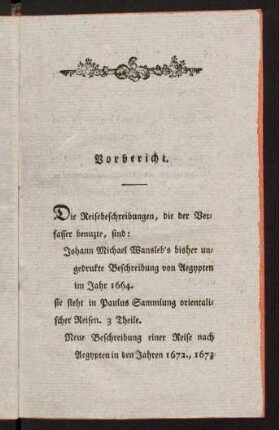 Vorbericht.
Die Reisebeschreibungen, die der Ver-
fasser benuzte, sind:
Johann Michael Wansleb's bisher un-
gedrukte Beschreibung von Aegypten
im Jahr 1664.
sie steht in Paulus Sammlung orientali-
scher Reisen. 3 Theile.
Neue Beschreibung einer Reise nach
Aegypten in den Jahren 1672., 1673